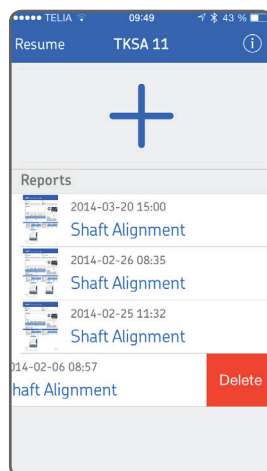 TELIA 09:49 43 %
Resume TKSA 11
Reports
2014-03-20 15:00
Shaft Alignment
2014-02-26 08:35
Shaft Alignment
2014-02-25 11:32
Shaft Alignment
014-02-06 08:57
haft Alignment
Delete